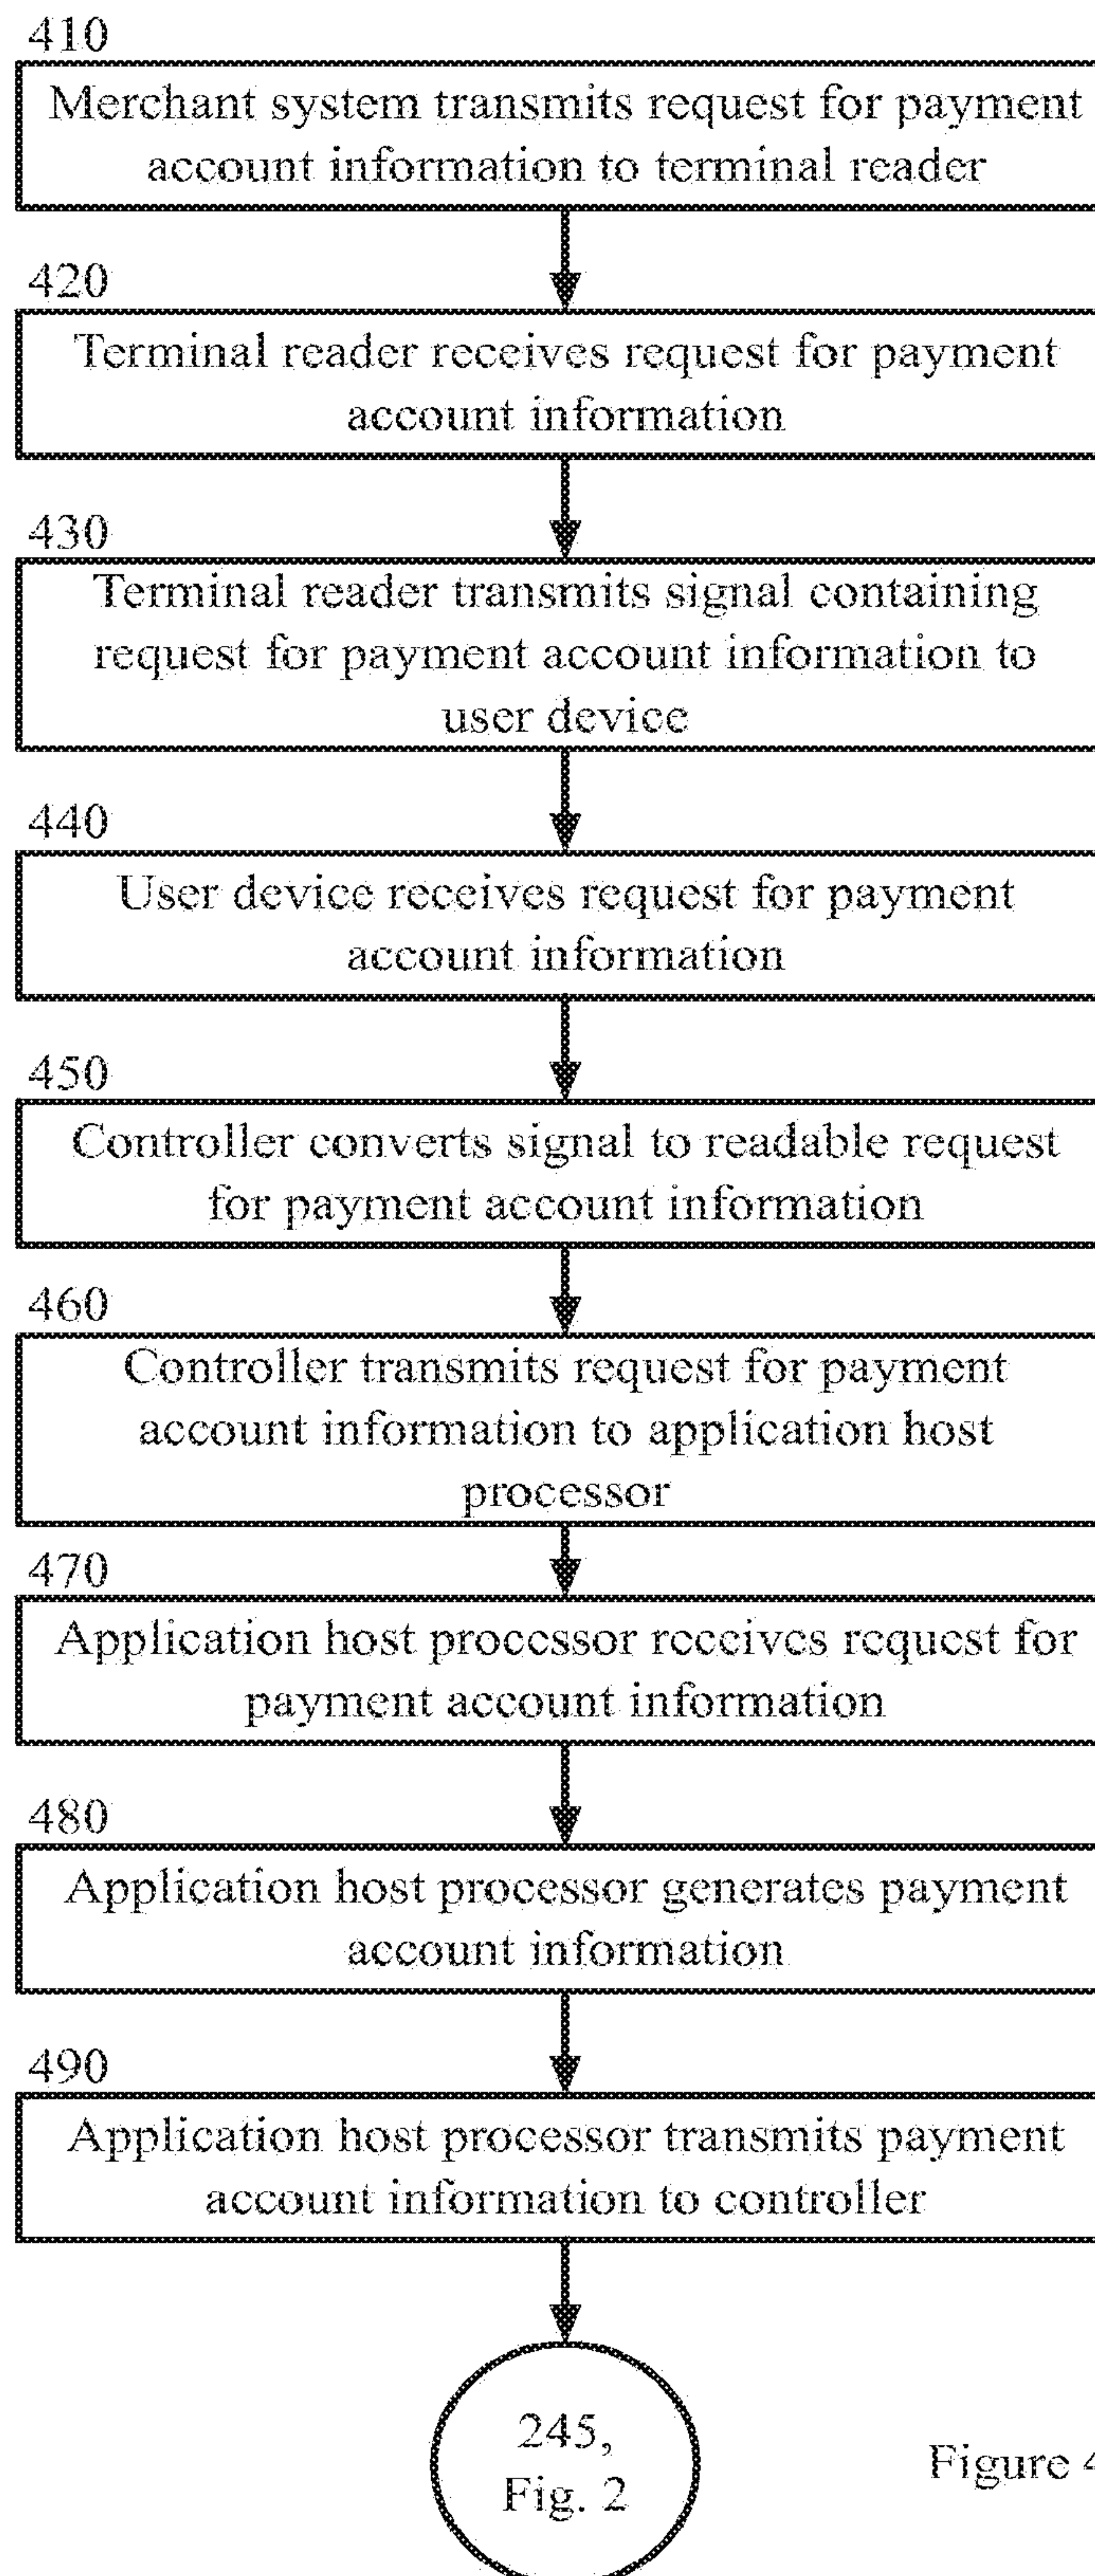 410
Merchant system transmits request for payment
account information to terminal reader
420
Terminal reader receives request for payment
account information
430
Terminal reader transmits signal containing
request for payment account information to
user device
440
User device receives request for payment
account information
450
Controller converts signal to readable request
for payment account information
460
Controller transmits request for payment
account information to application host
processor
470
Application host processor receives request for
payment account information
480
Application host processor generates payment
account information
490
Application host processor transmits payment
account information to controller
245,
Fig. 2
Figure 4